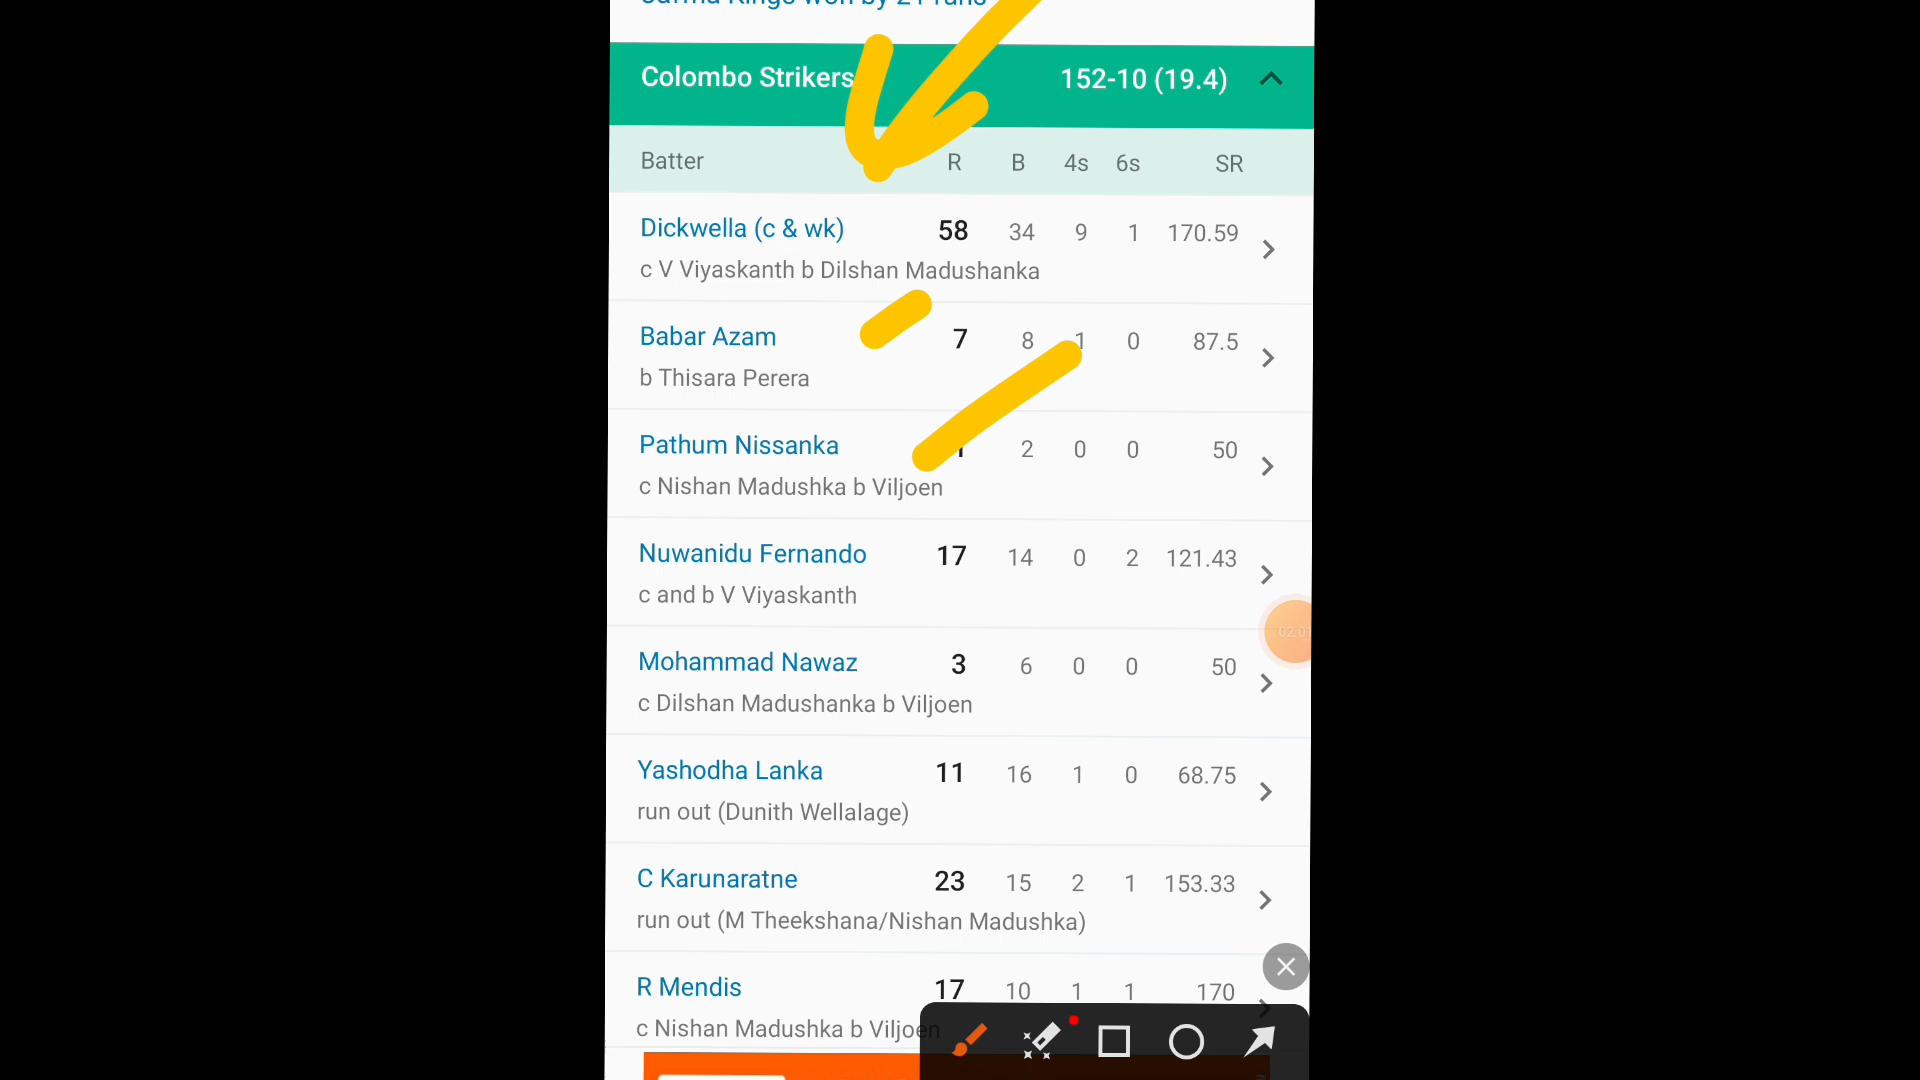 Colombo Strikers 152-10 (19.4)
Batter R B 4s 6s SR
Dickwella (c & wk) 58 34 9 1 170.59
c V Viyaskanth b Dilshan Madushanka
Babar Azam 7 8 1 0 87.5
b Thisara Perera
Pathum Nissanka 2 0 0 50
c Nishan Madushka b Viljoen
Nuwanidu Fernando 17 14 0 2 121.43
c and b V Viyaskanth
Mohammad Nawaz 3 6 0 0 50
c Dilshan Madushanka b Viljoen
Yashodha Lanka 11 16 1 0 68.75
run out (Dunith Wellalage)
C Karunaratne 23 15 2 1 153.33
run out (M Theekshana/Nishan Madushka)
R Mendis 17 10 1 1 170
c Nishan Madushka b Viljoen